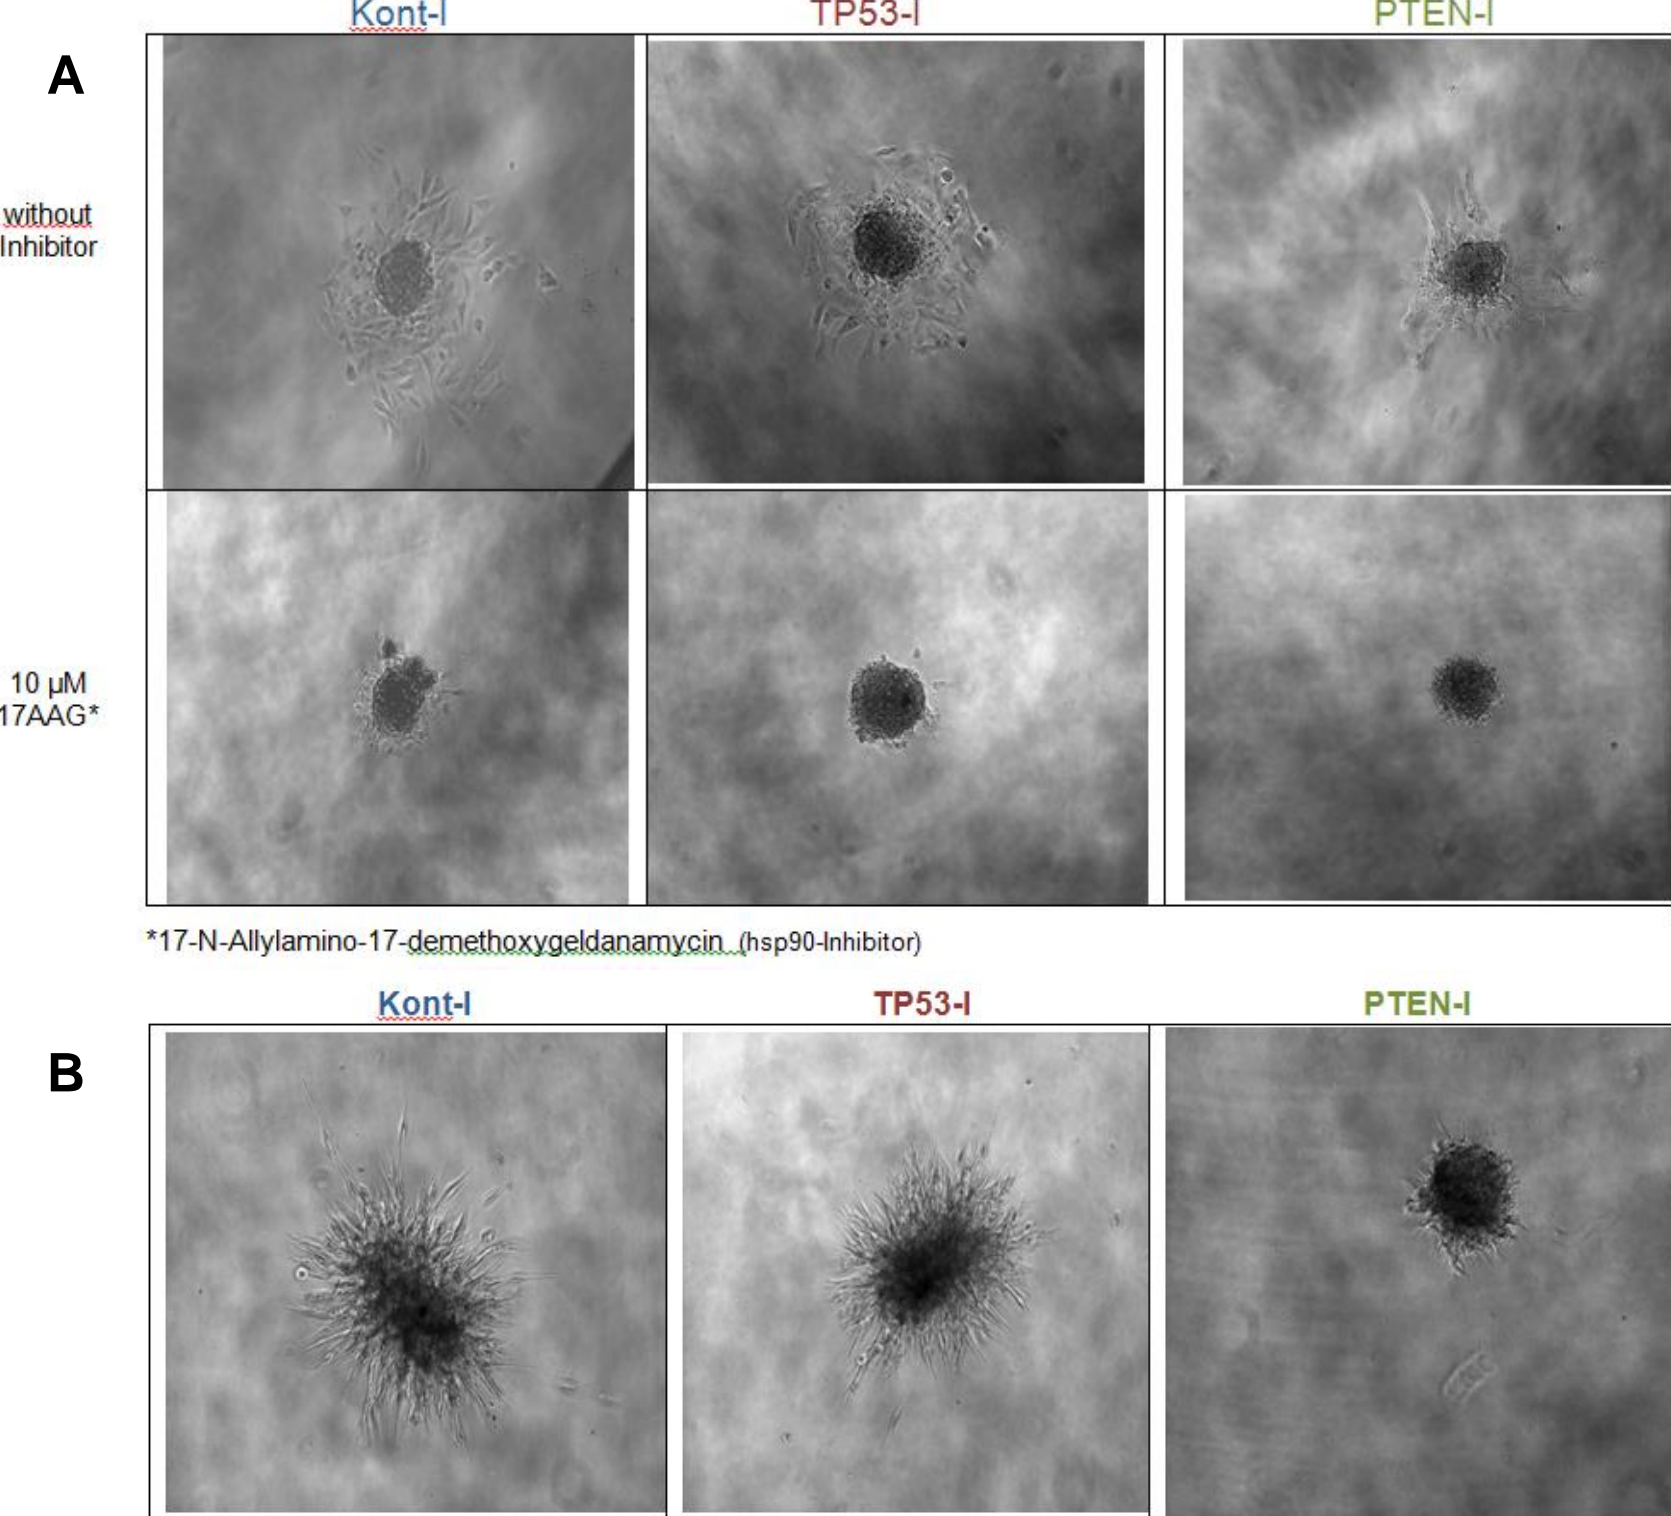 Kont-I TP53-I PTEN-I
A
without
Inhibitor
10 µM
17AAG*
*17-N-Allylamino-17-demethoxygeldanamycin (hsp90-Inhibitor)
Kont-I TP53-I PTEN-I
B